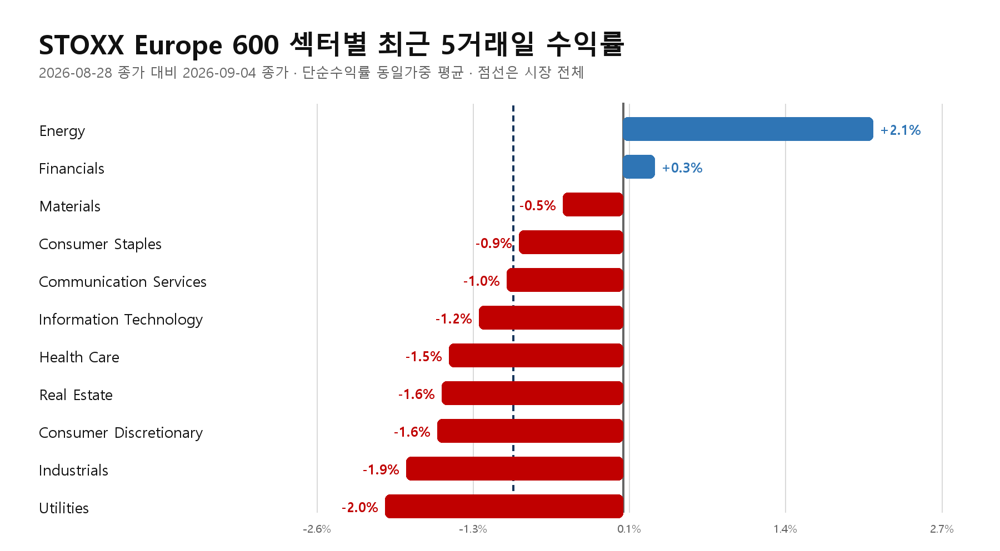 STOXX Europe 600 섹터별 최근 5거래일 수익률
2026-08-28 종가 대비 2026-09-04 종가 · 단순수익률 동일가중 평균 · 점선은 시장 전체
Energy +2.1%
Financials +0.3%
Materials -0.5%
Consumer Staples -0.9%
Communication Services -1.0%
Information Technology -1.2%
Health Care -1.5%
Real Estate -1.6%
Consumer Discretionary -1.6%
Industrials -1.9%
Utilities -2.0%
-2.6% -1.3% 0.1% 1.4% 2.7%